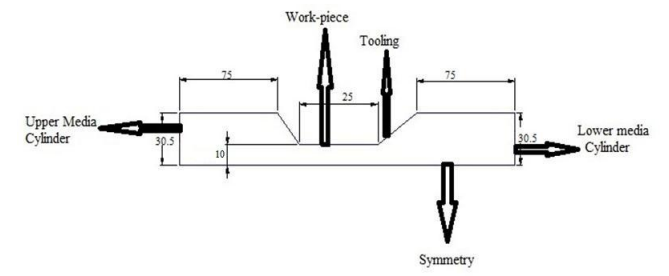 Work-piece
Tooling
75
75
25
Upper Media
Cylinder
30.5
10
30.5
Lower media
Cylinder
Symmetry